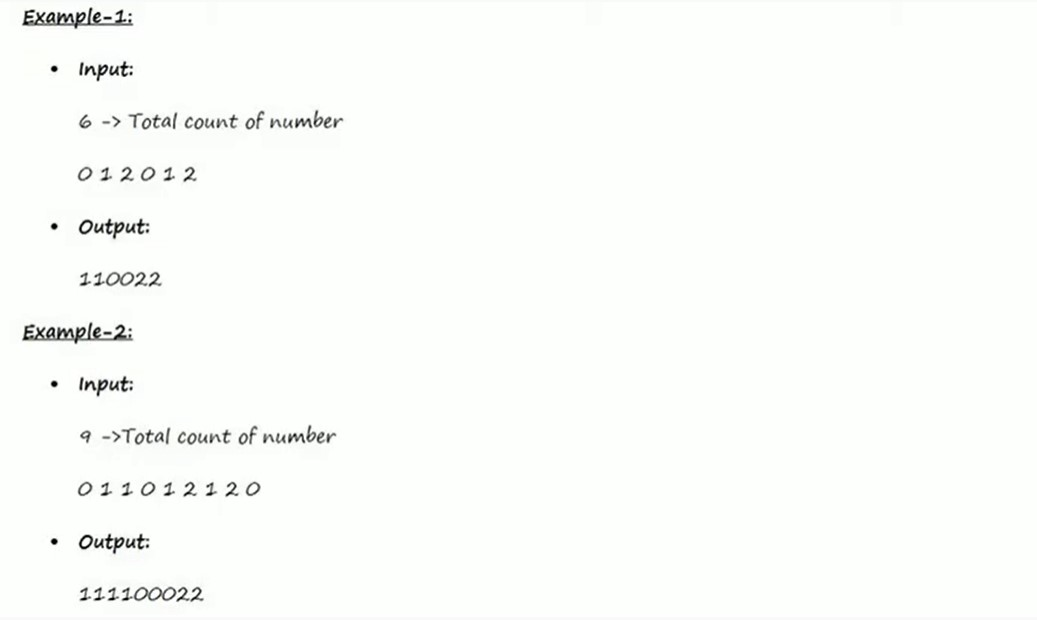 Example-1:
• Input:
6 -> Total count of number
0 1 2 0 1 2
• Output:
110022
Example-2:
• Input:
9 ->Total count of number
0 1 1 0 1 2 1 2 0
• Output:
111100022